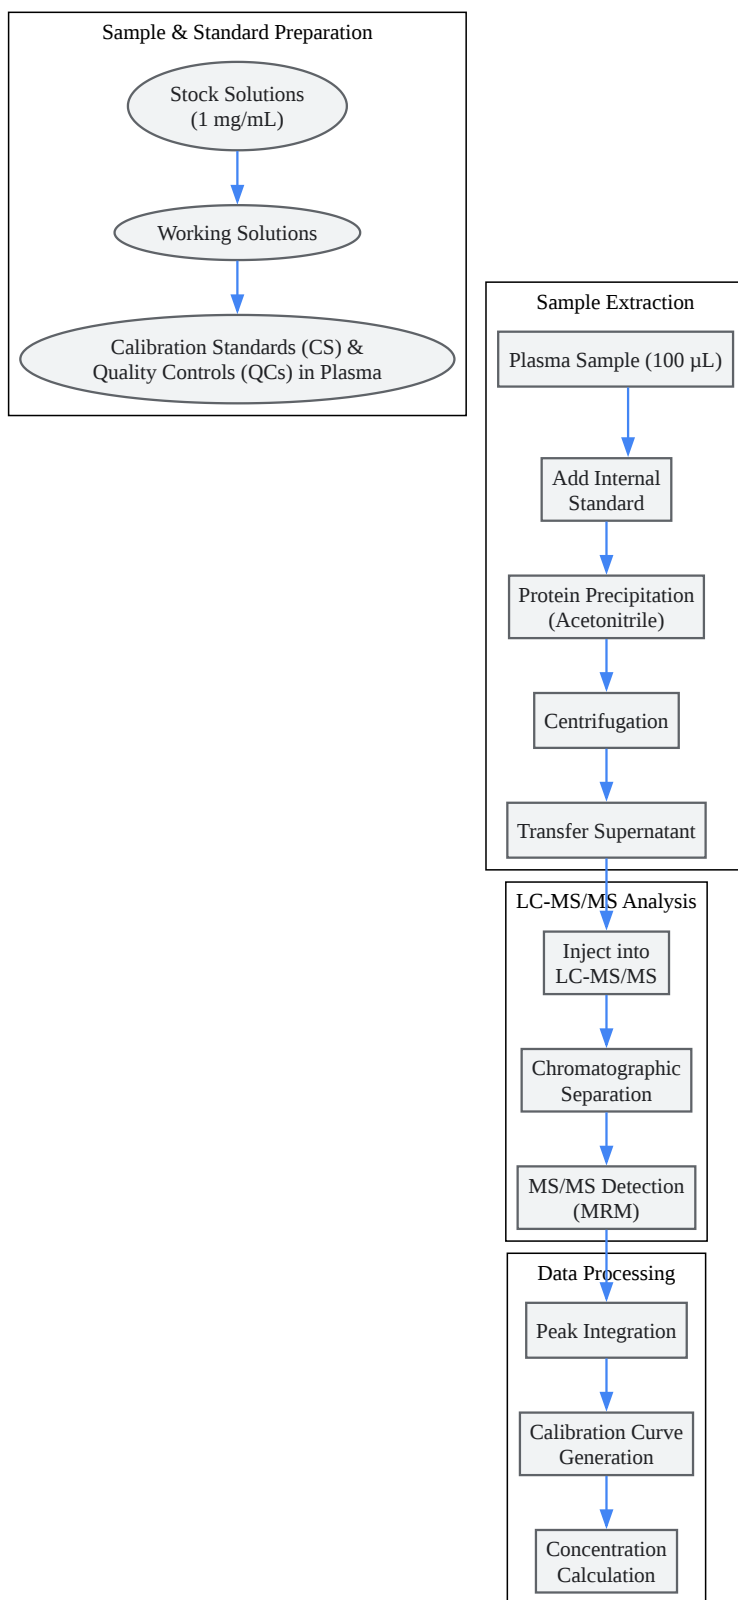 Sample & Standard Preparation
Stock Solutions
(1 mg/mL)
Working Solutions
Calibration Standards (CS) &
Quality Controls (QCs) in Plasma
Sample Extraction
Plasma Sample (100 µL)
Add Internal
Standard
Protein Precipitation
(Acetonitrile)
Centrifugation
Transfer Supernatant
LC-MS/MS Analysis
Inject into
LC-MS/MS
Chromatographic
Separation
MS/MS Detection
(MRM)
Data Processing
Peak Integration
Calibration Curve
Generation
Concentration
Calculation